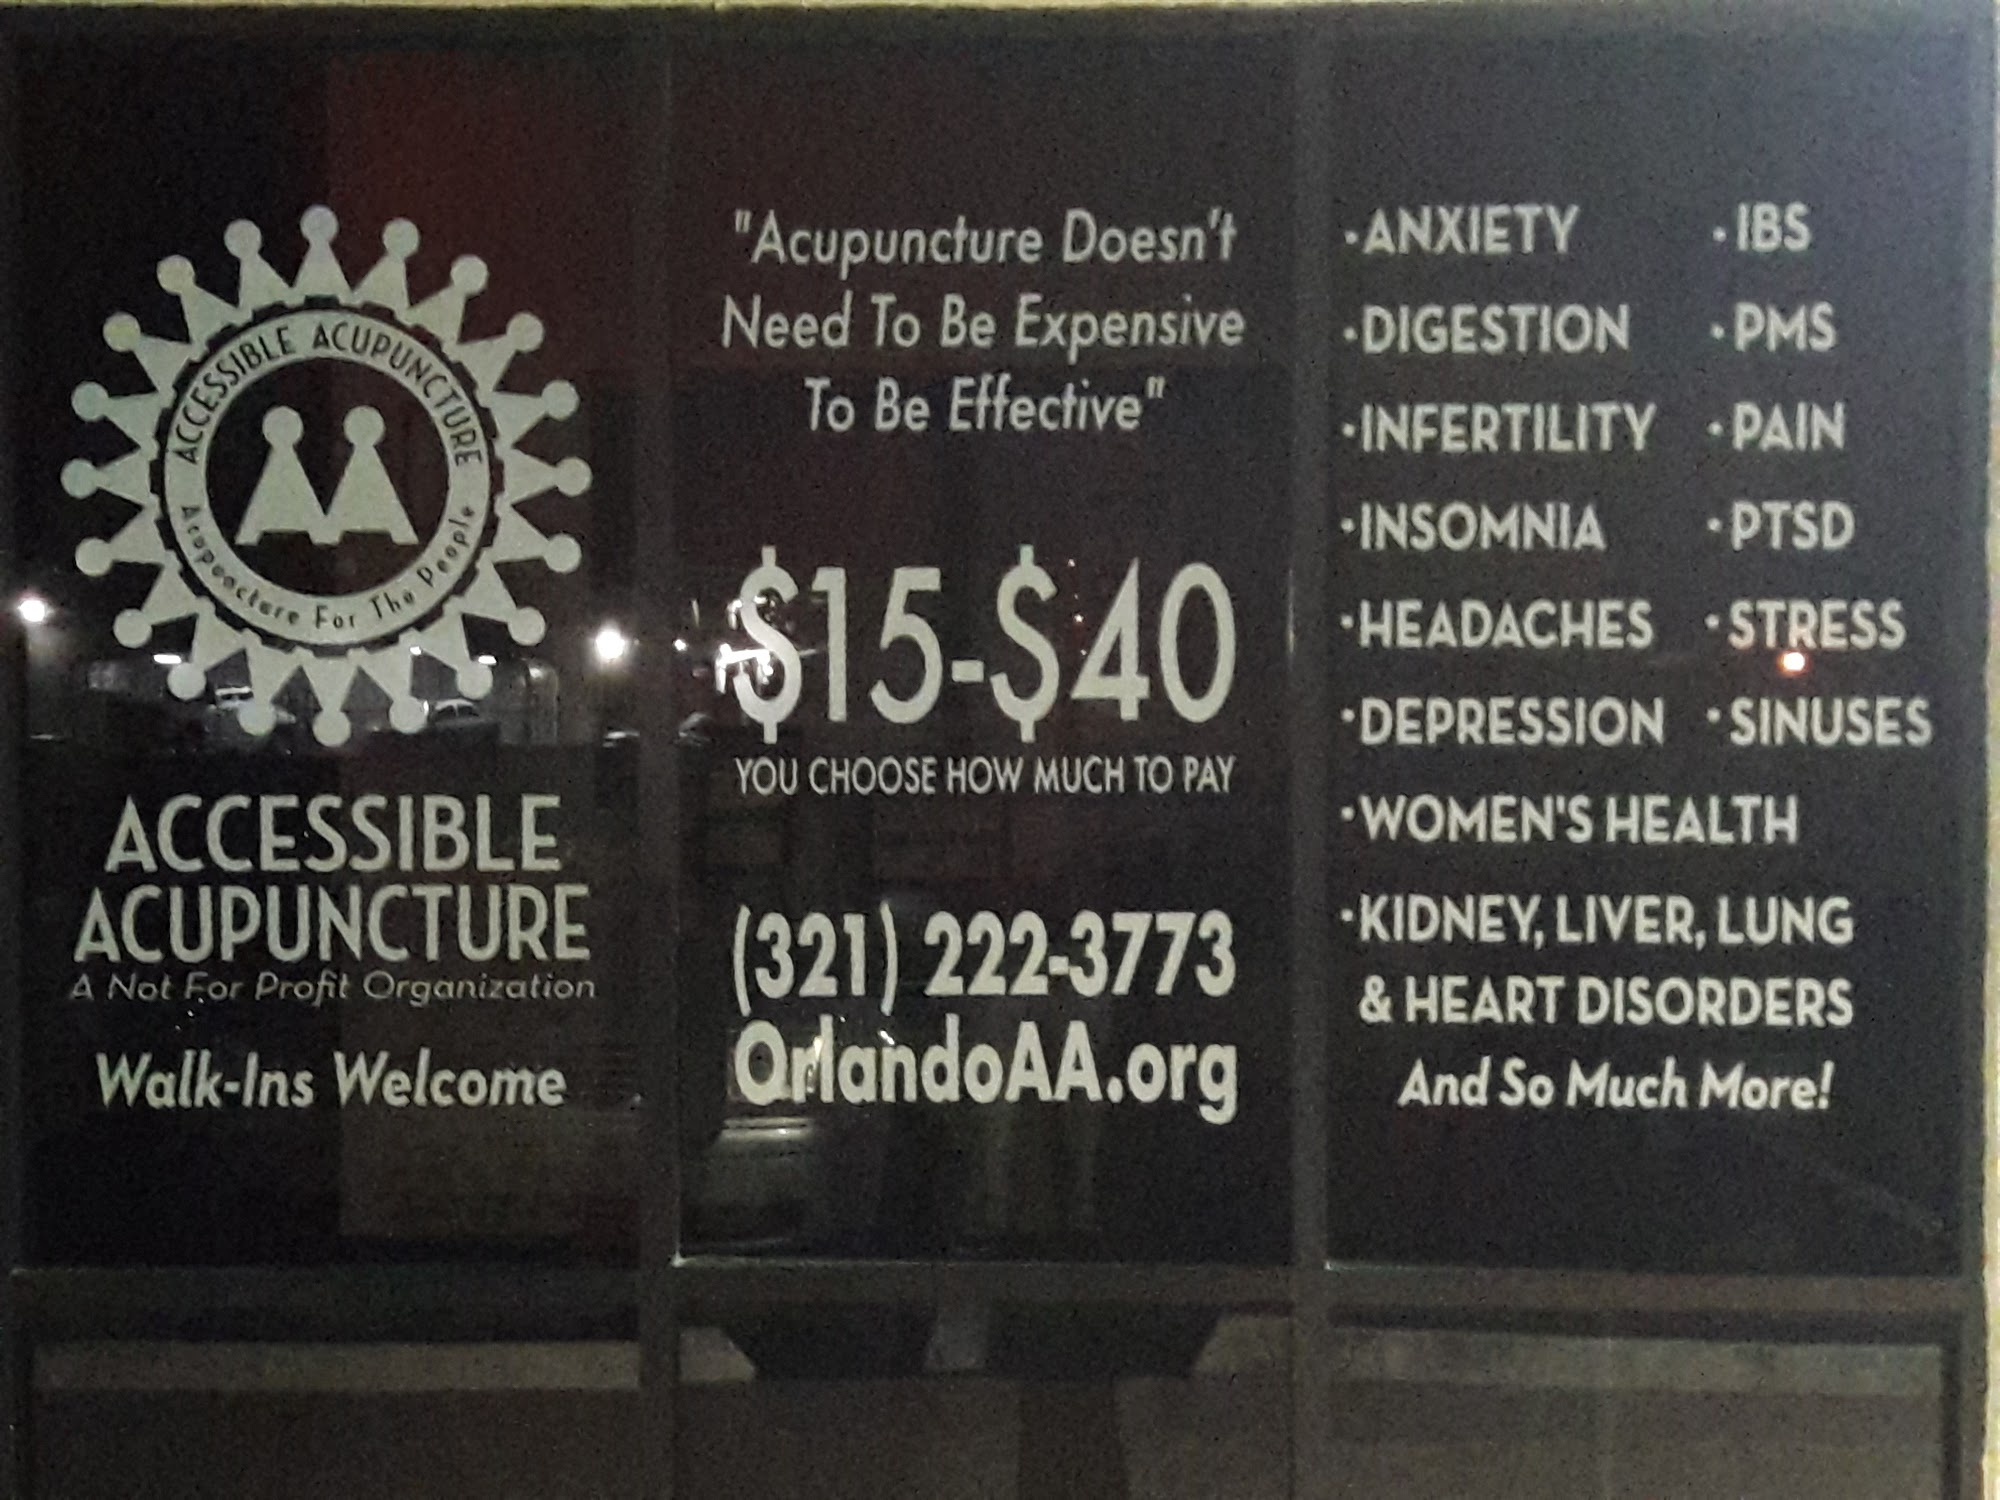 ACCESSIBLE ACUPUNCTURE
Acupuncture For The People
ACCESSIBLE
ACUPUNCTURE
A Not For Profit Organization
Walk-Ins Welcome
"Acupuncture Doesn't
Need To Be Expensive
To Be Effective"
$15-$40
YOU CHOOSE HOW MUCH TO PAY
(321) 222-3773
OrlandoAA.org
·ANXIETY
·DIGESTION
·INFERTILITY
·INSOMNIA
·HEADACHES
·DEPRESSION
·IBS
·PMS
·PAIN
·PTSD
·STRESS
·SINUSES
·WOMEN'S HEALTH
·KIDNEY, LIVER, LUNG
& HEART DISORDERS
And So Much More!